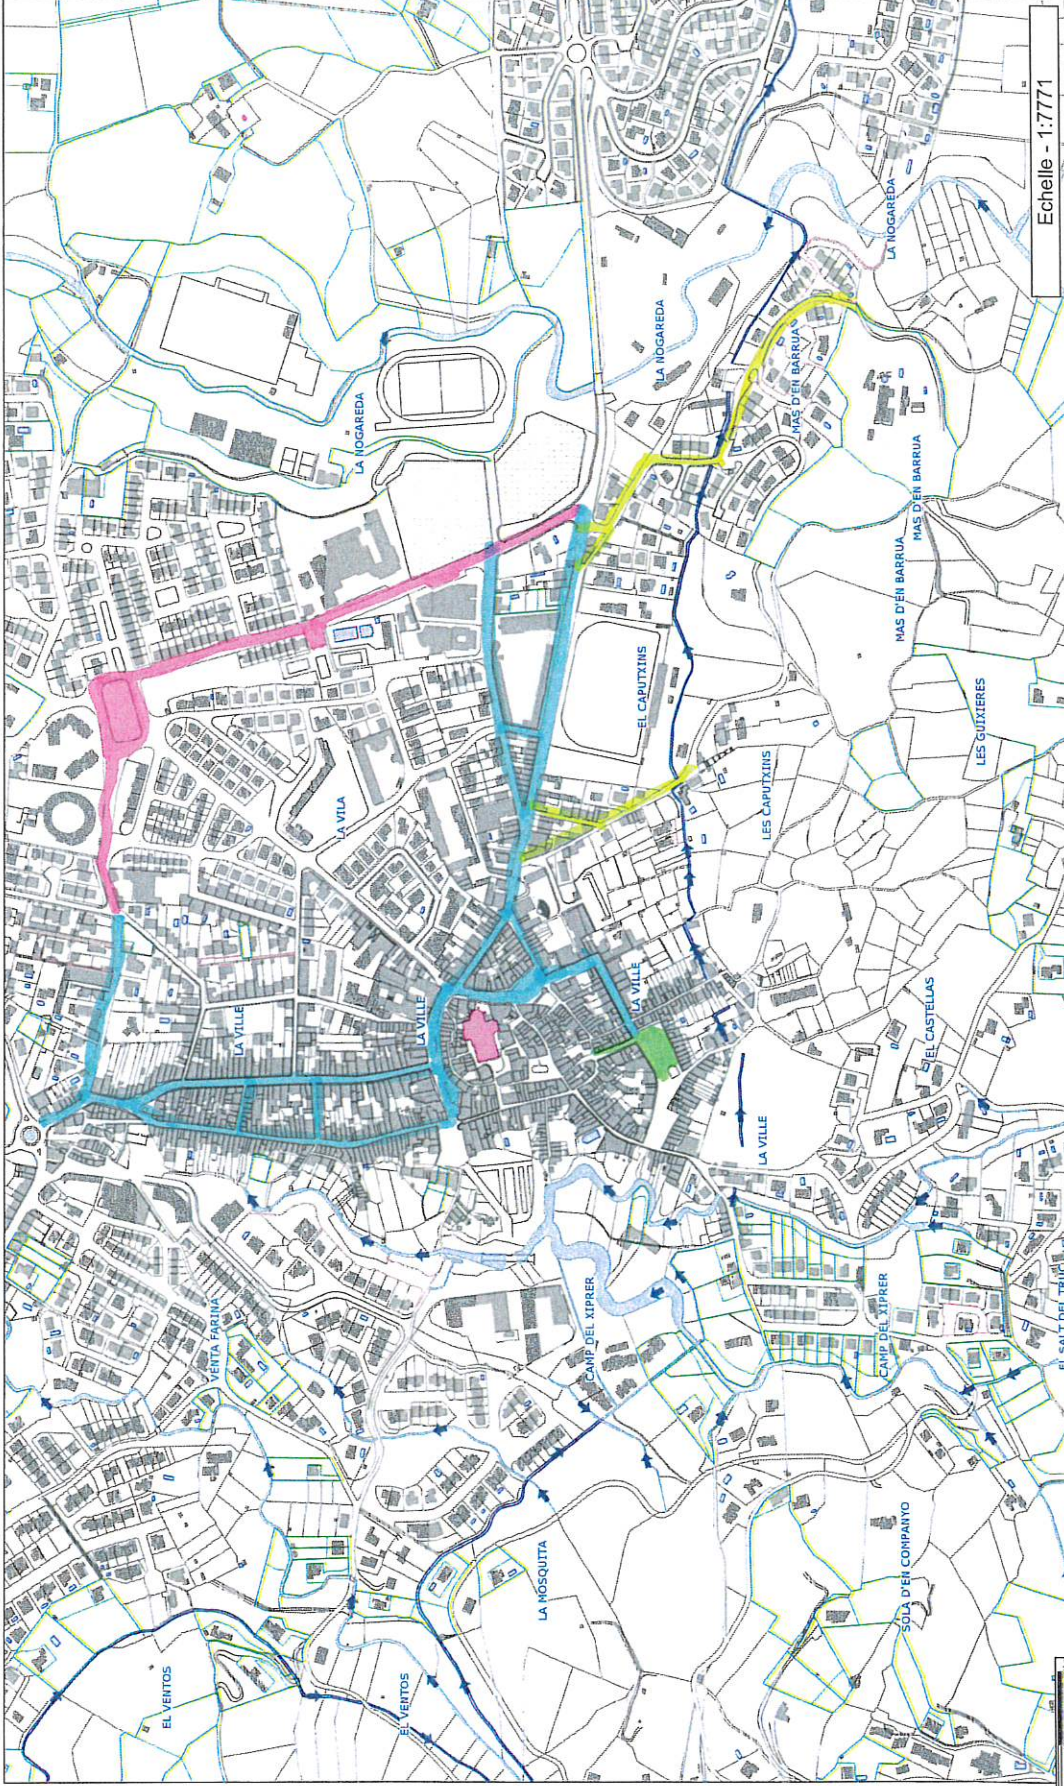 LA NOGAREDA
LA NOGAREDA
LA NOGAREDA
MAS D'EN BARRUA
MAS D'EN BARRUA
MAS D'EN BARRUA
EL CAPUTXINS
LES CAPUTXINS
LES GUIXIERES
LA VILA
LA VILLE
LA VILLE
LA VILLE
LA VILLE
EL CASTELLAS
CAMP DEL XIPRER
CAMP DEL XIPRER
VENTA FARINA
LA MOSQUITA
SOLA D'EN COMPANYO
EL VENTOS
EL VENTOS
Echelle - 1:7771